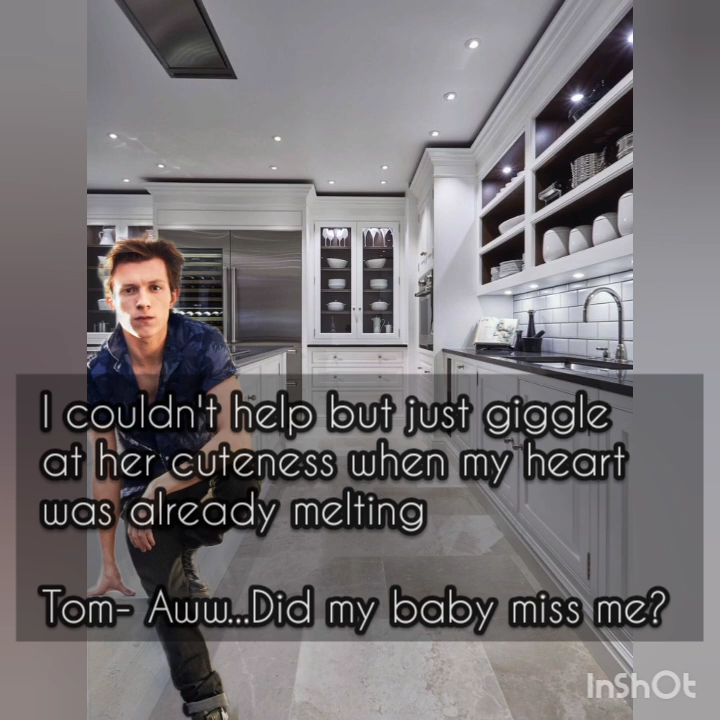 I couldn't help but just giggle
at her cuteness when my heart
was already melting
Tom- Aww...Did my baby miss me?
InShOt